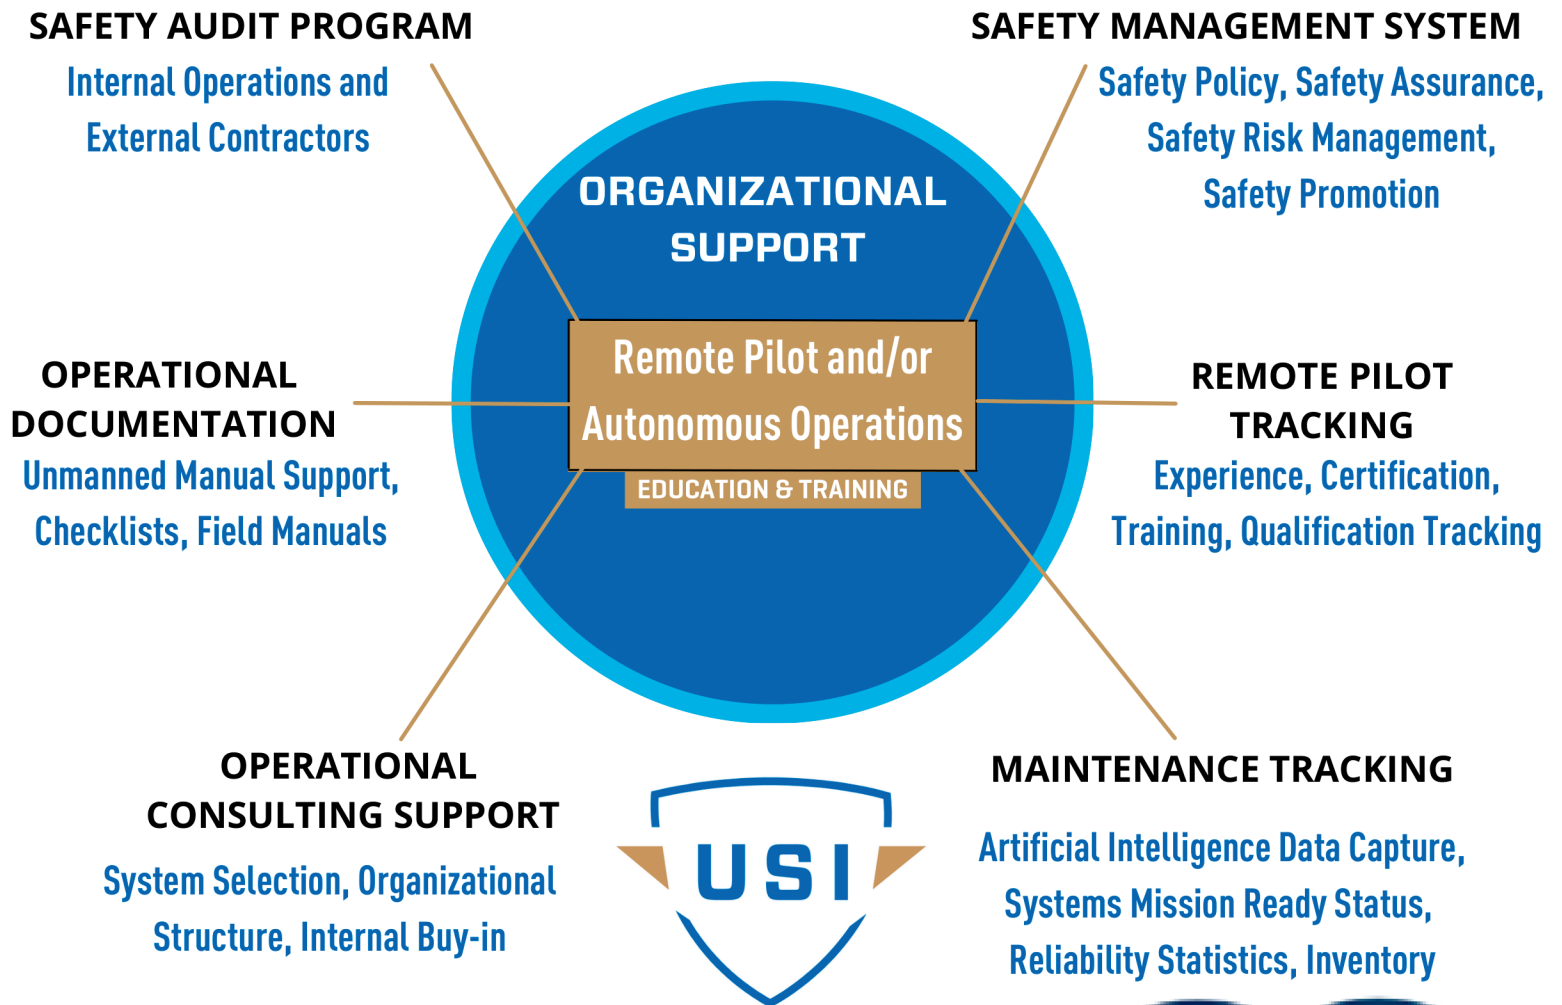 SAFETY AUDIT PROGRAM
Internal Operations and
External Contractors
SAFETY MANAGEMENT SYSTEM
Safety Policy, Safety Assurance,
Safety Risk Management,
Safety Promotion
ORGANIZATIONAL
SUPPORT
Remote Pilot and/or
Autonomous Operations
EDUCATION & TRAINING
OPERATIONAL
DOCUMENTATION
Unmanned Manual Support,
Checklists, Field Manuals
REMOTE PILOT
TRACKING
Experience, Certification,
Training, Qualification Tracking
OPERATIONAL
CONSULTING SUPPORT
System Selection, Organizational
Structure, Internal Buy-in
USI
MAINTENANCE TRACKING
Artificial Intelligence Data Capture,
Systems Mission Ready Status,
Reliability Statistics, Inventory